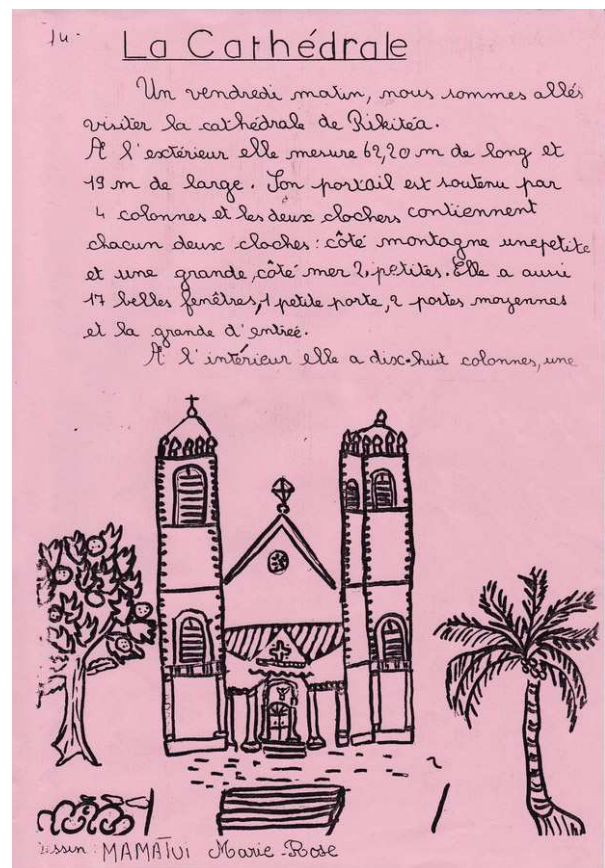 14-
La Cathédrale
Un vendredi matin, nous sommes allés
visiter la cathédrale de Rikitéa.
A l'extérieur elle mesure 62,20 m de long et
19 m de large. Son portail est soutenu par
4 colonnes et les deux clochers contiennent
chacun deux cloches : côté montagne une petite
et une grande, côté mer 2 petites. Elle a aussi
17 belles fenêtres, 1 petite porte, 2 portes moyennes
et la grande d'entrée.
A l'intérieur elle a dix-huit colonnes, une
Dessin : MAMATUI Marie-Rose